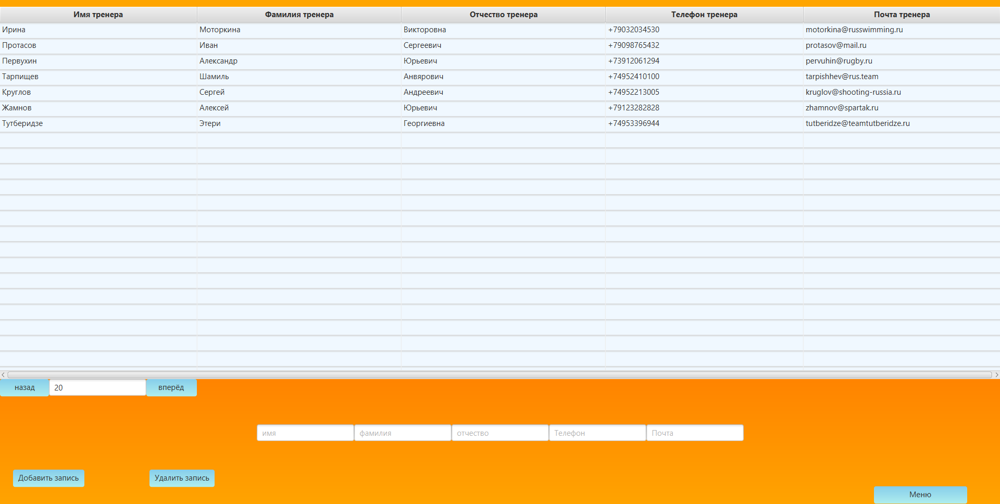 Имя тренера Фамилия тренера Отчество тренера Телефон тренера Почта тренера
Ирина Моторкина Викторовна +79032034530 motorkina@russwimming.ru
Протасов Иван Сергеевич +79098765432 protasov@mail.ru
Первухин Александр Юрьевич +73912061294 pervuhin@rugby.ru
Тарпищев Шамиль Анвярович +74952410100 tarpishhev@rus.team
Круглов Сергей Андреевич +74952213005 kruglov@shooting-russia.ru
Жамнов Алексей Юрьевич +79123282828 zhamnov@spartak.ru
Тутберидзе Этери Георгиевна +74953396944 tutberidze@teamtutberidze.ru
назад 20 вперёд
имя фамилия отчество Телефон Почта
Добавить запись Удалить запись
Меню